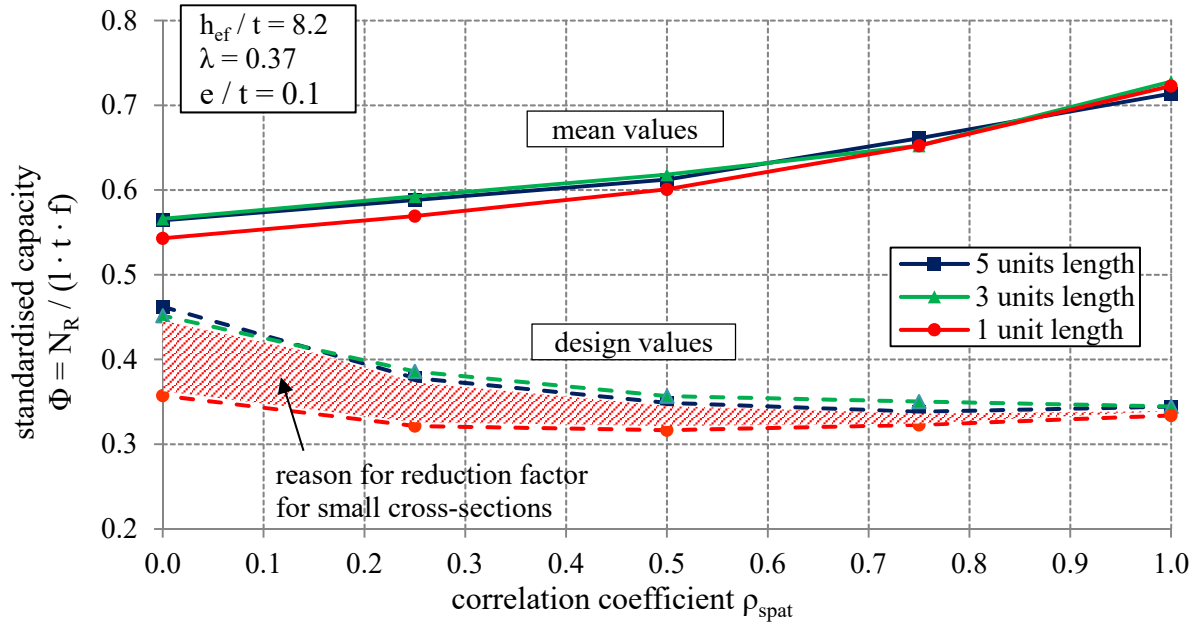 h_ef / t = 8.2
λ = 0.37
e / t = 0.1
mean values
design values
5 units length
3 units length
1 unit length
reason for reduction factor
for small cross-sections
standardised capacity
Φ = N_R / (l · t · f)
0.8
0.7
0.6
0.5
0.4
0.3
0.2
0.0 0.1 0.2 0.3 0.4 0.5 0.6 0.7 0.8 0.9 1.0
correlation coefficient ρ_spat